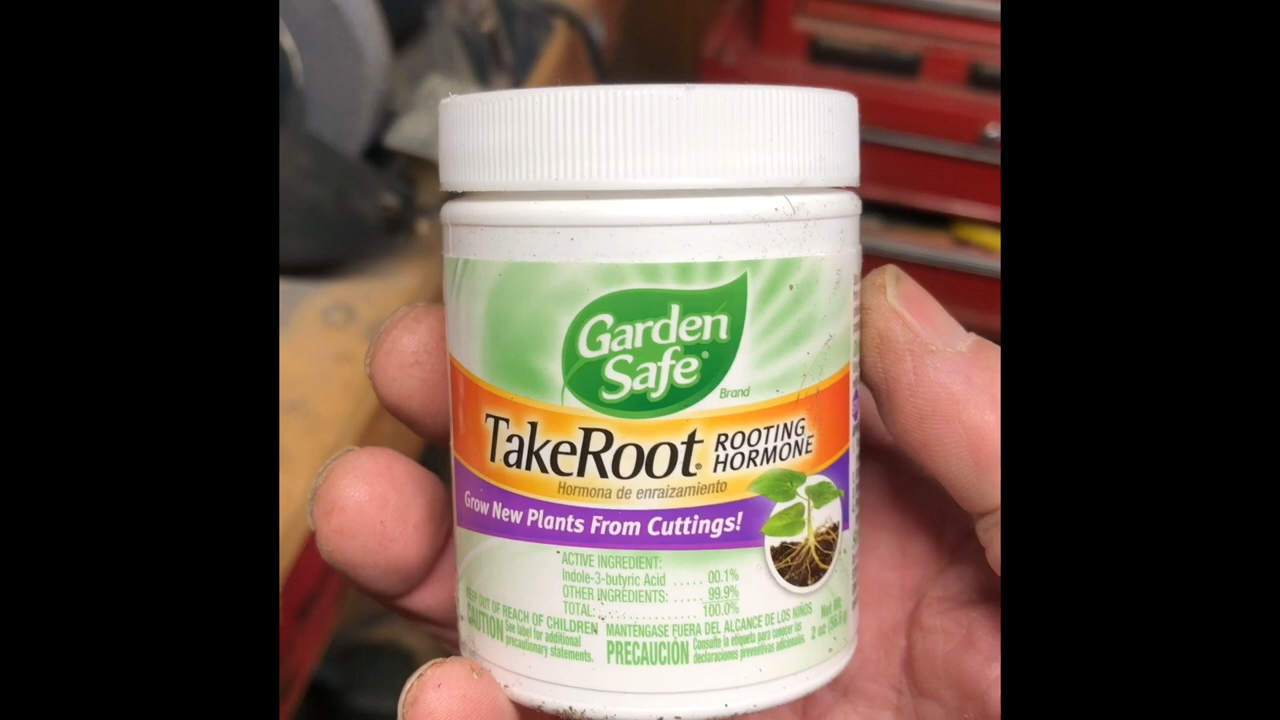 Garden
Safe®
Brand
TakeRoot® ROOTING
HORMONE
Hormona de enraizamiento
Grow New Plants From Cuttings!
ACTIVE INGREDIENT:
Indole-3-butyric Acid ..... 00.1%
OTHER INGREDIENTS: ..... 99.9%
TOTAL: ................ 100.0%
KEEP OUT OF REACH OF CHILDREN
CAUTION See label for additional
precautionary statements.
MANTÉNGASE FUERA DEL ALCANCE DE LOS NIÑOS
PRECAUCIÓN Consulte la etiqueta para conocer las
declaraciones preventivas adicionales.
Net Wt.
2 oz